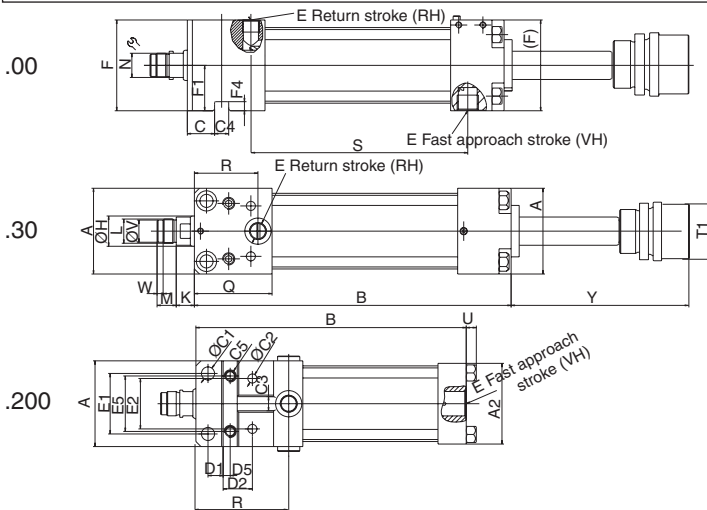 E Return stroke (RH)
.00
F
N
F1
F4
(F)
C
C4
S
E Fast approach stroke (VH)
R
E Return stroke (RH)
.30
A
ØH
L
ØV
A
T1
W
M
K
Q
B
Y
B
U
ØC1
C5
ØC2
C3
E Fast approach
stroke (VH)
.200
A
E1
E5
E2
A2
D1
D5
D2
R